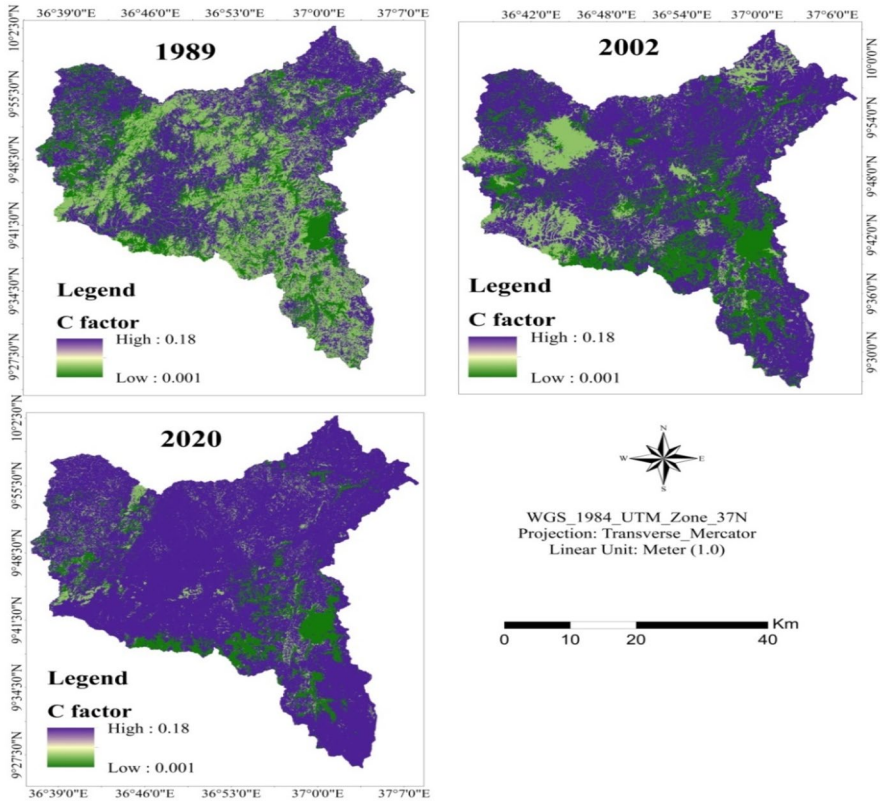 36°39'0"E 36°46'0"E 36°53'0"E 37°0'0"E 37°7'0"E
10°2'30"N
9°55'30"N
9°48'30"N
9°41'30"N
9°34'30"N
9°27'30"N
1989
Legend
C factor
High : 0.18
Low : 0.001
36°42'0"E 36°48'0"E 36°54'0"E 37°0'0"E 37°6'0"E
2002
Legend
C factor
High : 0.18
Low : 0.001
10°0'0"N
9°54'0"N
9°48'0"N
9°42'0"N
9°36'0"N
9°30'0"N
10°2'30"N
9°55'30"N
9°48'30"N
9°41'30"N
9°34'30"N
9°27'30"N
2020
Legend
C factor
High : 0.18
Low : 0.001
36°39'0"E 36°46'0"E 36°53'0"E 37°0'0"E 37°7'0"E
N
W E
S
WGS_1984_UTM_Zone_37N
Projection: Transverse_Mercator
Linear Unit: Meter (1.0)
Km
0 10 20 40